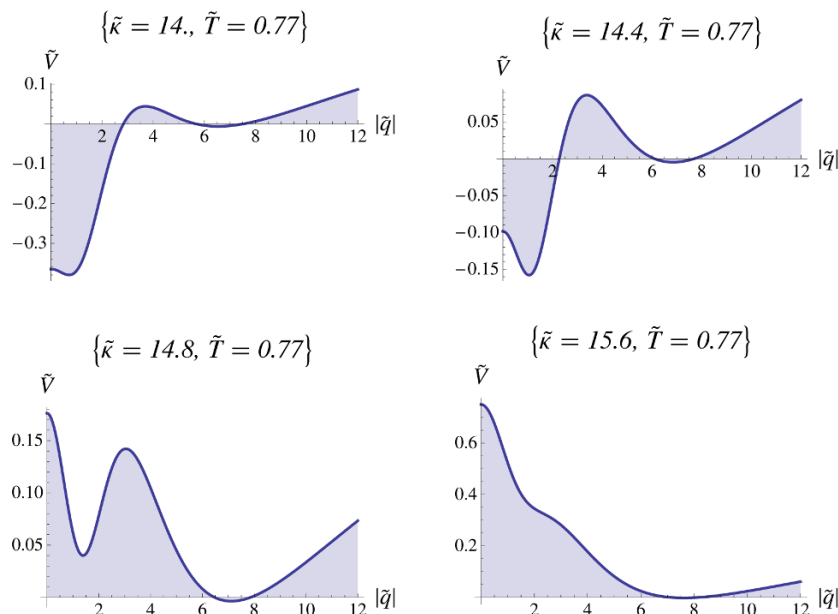 {κ̃ = 14., T̃ = 0.77}
Ṽ
0.1
−0.1
−0.2
−0.3
2 4 6 8 10 12 |q̃|
{κ̃ = 14.4, T̃ = 0.77}
Ṽ
0.05
−0.05
−0.10
−0.15
2 4 6 8 10 12 |q̃|
{κ̃ = 14.8, T̃ = 0.77}
Ṽ
0.15
0.10
0.05
2 4 6 8 10 12 |q̃|
{κ̃ = 15.6, T̃ = 0.77}
Ṽ
0.6
0.4
0.2
2 4 6 8 10 12 |q̃|